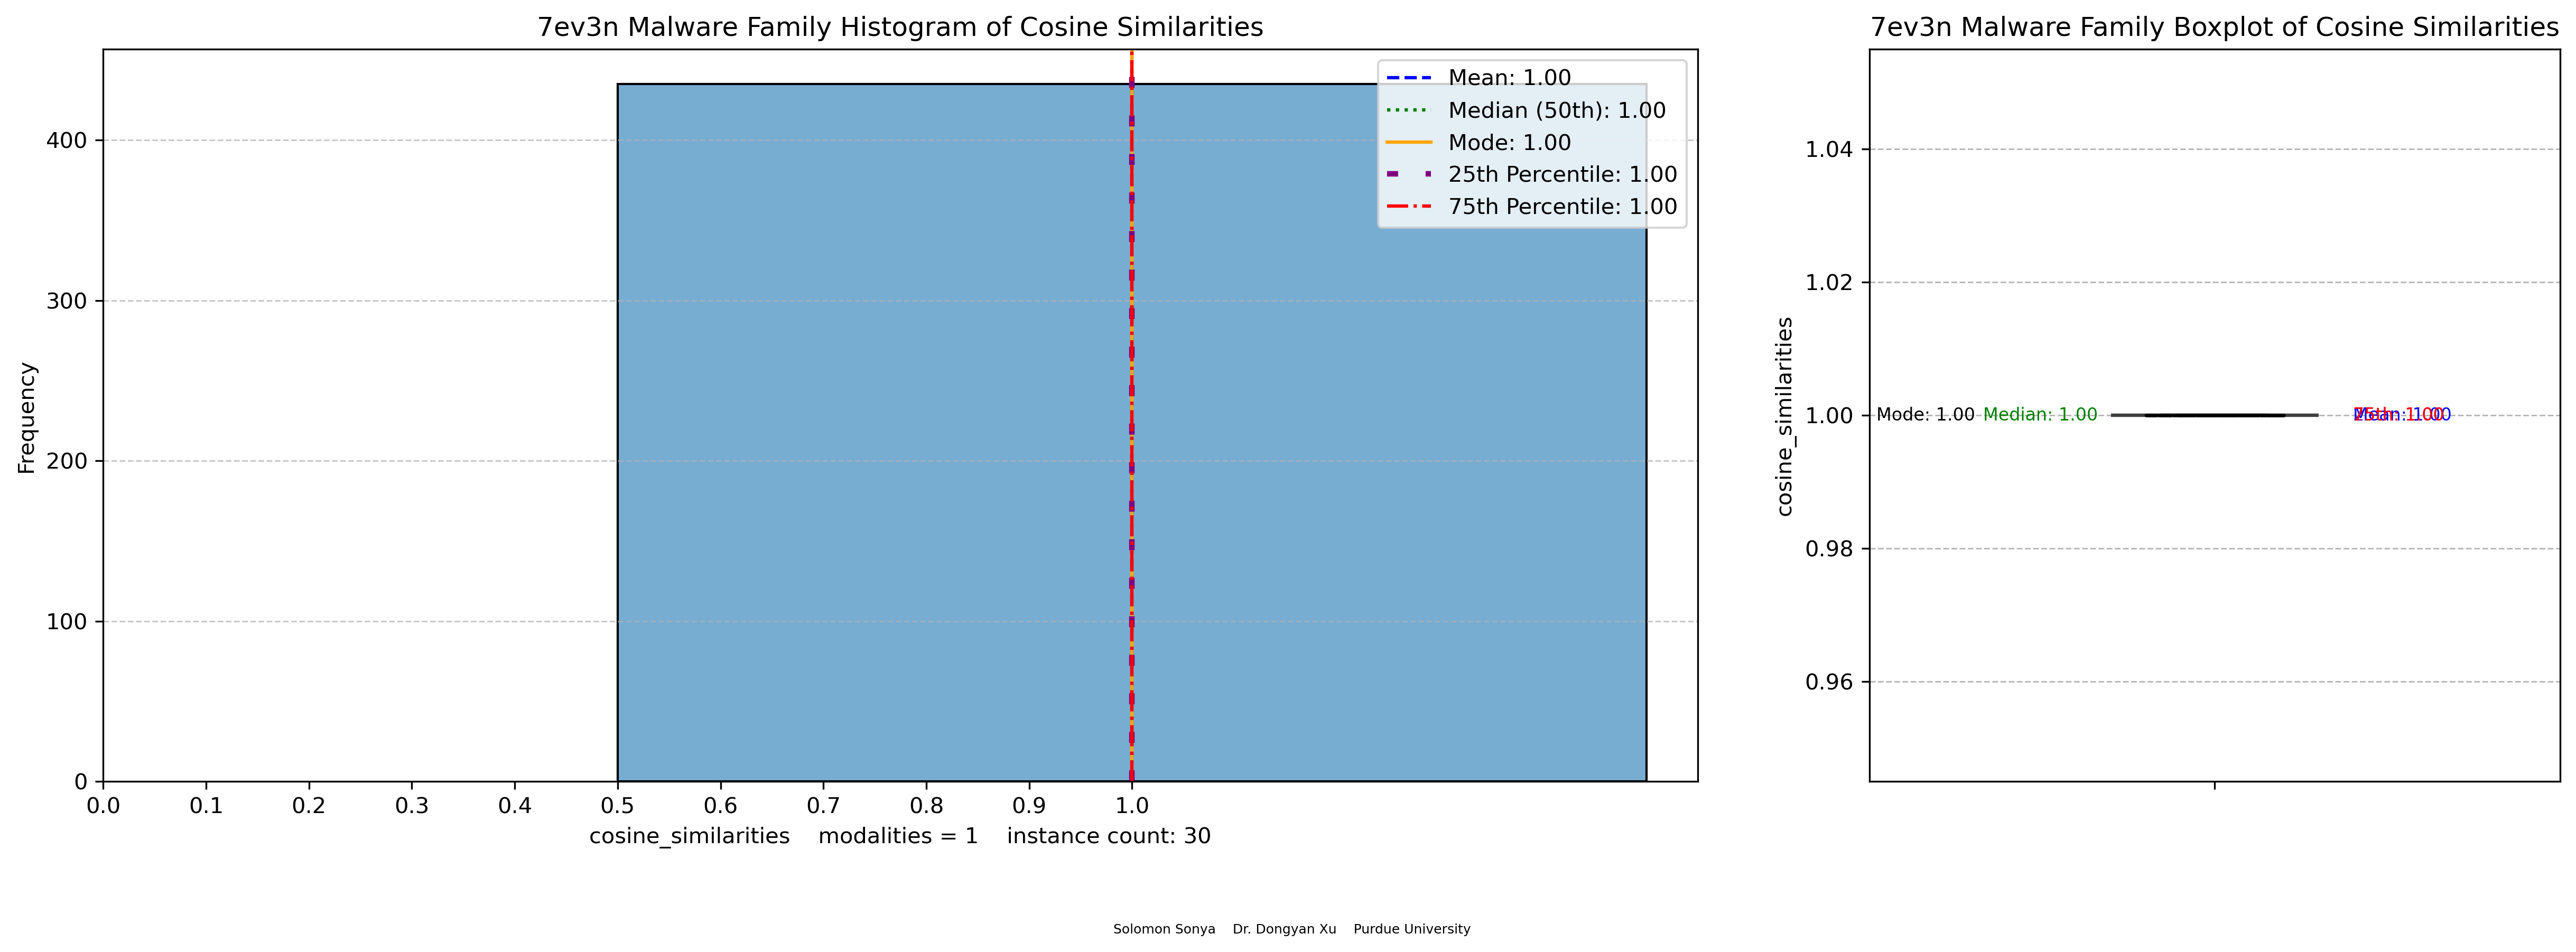 7ev3n Malware Family Histogram of Cosine Similarities
Frequency
400
300
200
100
0
0.0 0.1 0.2 0.3 0.4 0.5 0.6 0.7 0.8 0.9 1.0
cosine_similarities modalities = 1 instance count: 30
Mean: 1.00
Median (50th): 1.00
Mode: 1.00
25th Percentile: 1.00
75th Percentile: 1.00
7ev3n Malware Family Boxplot of Cosine Similarities
cosine_similarities
1.04
1.02
1.00
0.98
0.96
Mode: 1.00 Median: 1.00
Solomon Sonya Dr. Dongyan Xu Purdue University